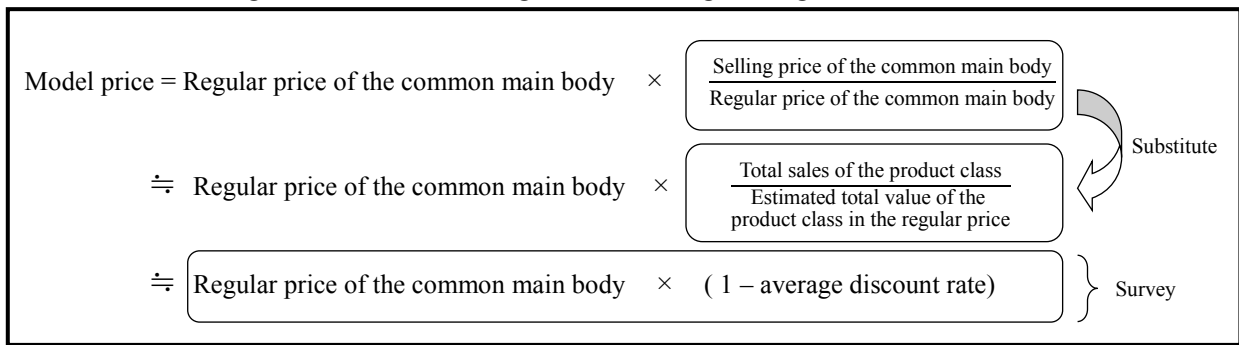 Model price = Regular price of the common main body × Selling price of the common main body
Regular price of the common main body
Substitute
≒ Regular price of the common main body × Total sales of the product class
Estimated total value of the
product class in the regular price
≒ Regular price of the common main body × ( 1 – average discount rate)
Survey